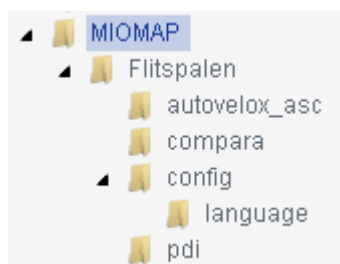 MIOMAP
Flitspalen
autovelox_asc
compara
config
language
pdi